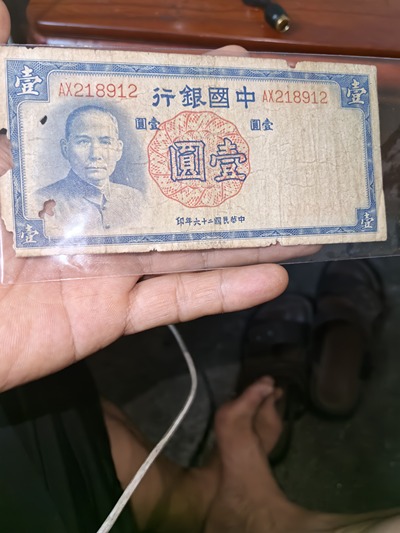 壹 壹
AX218912 中國銀行 AX218912
壹圓 壹圓
壹圓
中華民國二十六年印
壹 壹